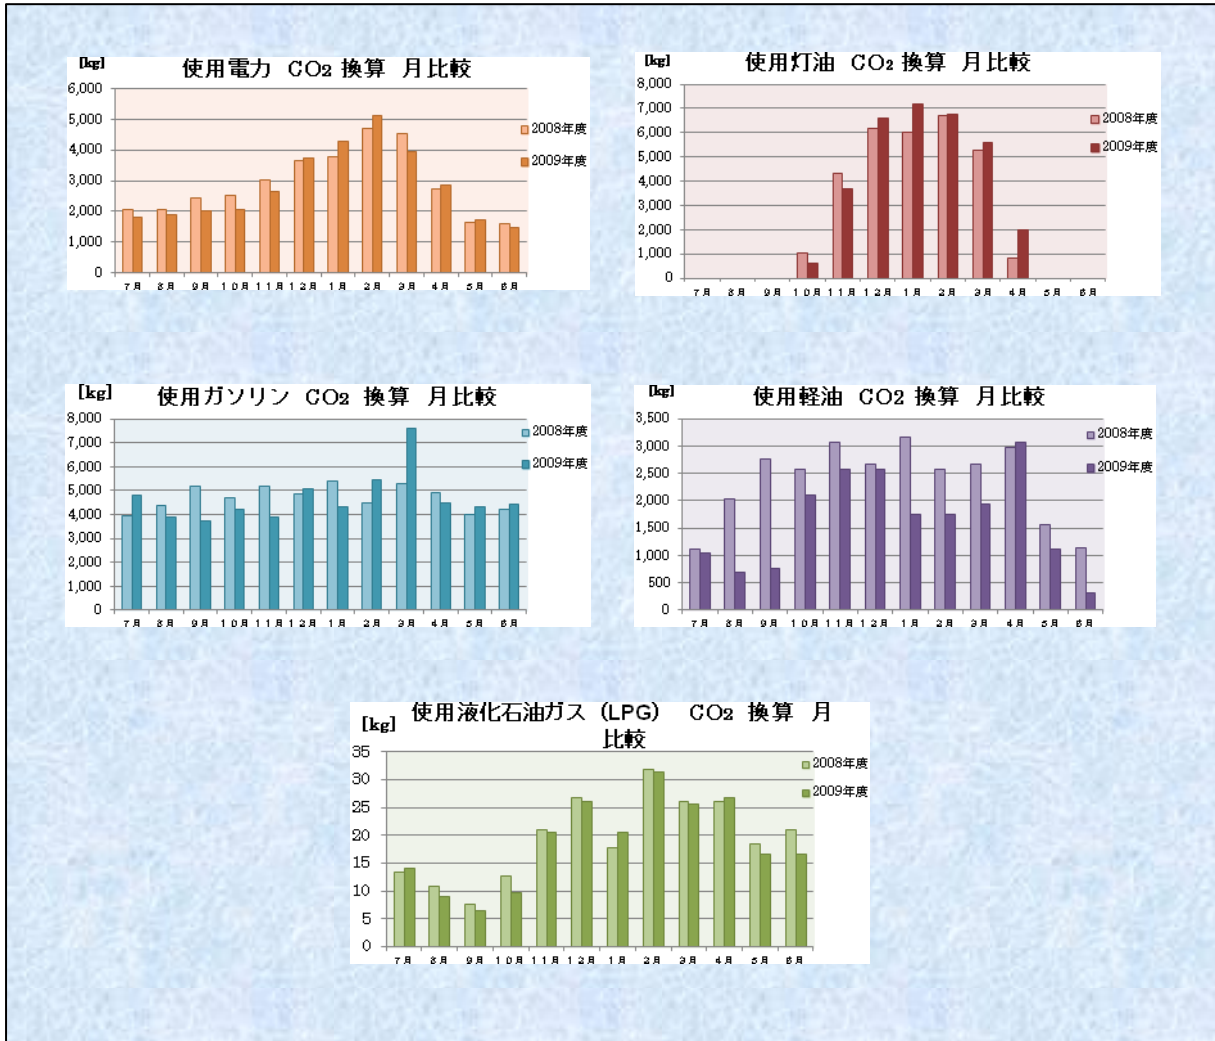 [kg]
使用電力 CO2 換算 月比較
6,000
5,000
4,000
3,000
2,000
1,000
0
7月 8月 9月 10月 11月 12月 1月 2月 3月 4月 5月 6月
2008年度
2009年度
[kg]
使用灯油 CO2 換算 月比較
8,000
7,000
6,000
5,000
4,000
3,000
2,000
1,000
0
7月 8月 9月 10月 11月 12月 1月 2月 3月 4月 5月 6月
2008年度
2009年度
[kg]
使用ガソリン CO2 換算 月比較
8,000
7,000
6,000
5,000
4,000
3,000
2,000
1,000
0
7月 8月 9月 10月 11月 12月 1月 2月 3月 4月 5月 6月
2008年度
2009年度
[kg]
使用軽油 CO2 換算 月比較
3,500
3,000
2,500
2,000
1,500
1,000
500
0
7月 8月 9月 10月 11月 12月 1月 2月 3月 4月 5月 6月
2008年度
2009年度
[kg]
使用液化石油ガス (LPG) CO2 換算 月
比較
35
30
25
20
15
10
5
0
7月 8月 9月 10月 11月 12月 1月 2月 3月 4月 5月 6月
2008年度
2009年度